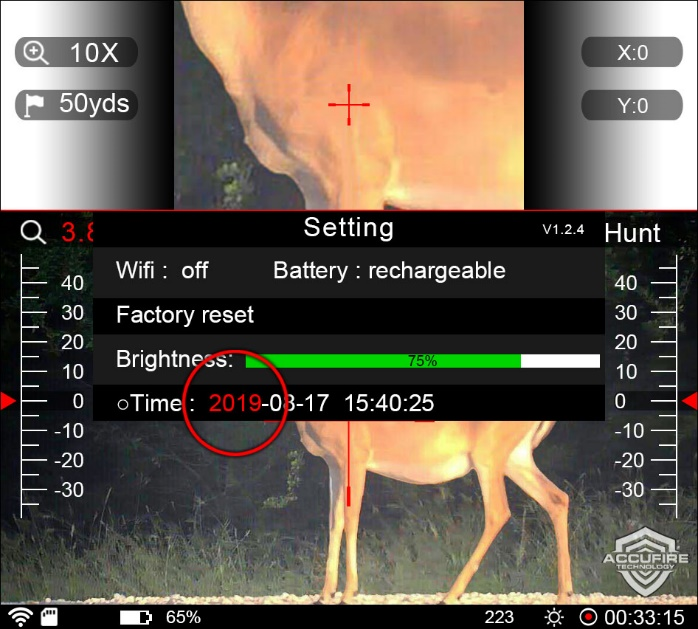 10X
X:0
50yds
Y:0
Setting
V1.2.4
3.8
Hunt
Wifi : off
Battery : rechargeable
Factory reset
Brightness:
75%
Time : 2019-08-17 15:40:25
40
30
20
10
0
-10
-20
-30
40
30
20
10
0
-10
-20
-30
ACCUFIRE
TECHNOLOGY
65%
223
00:33:15